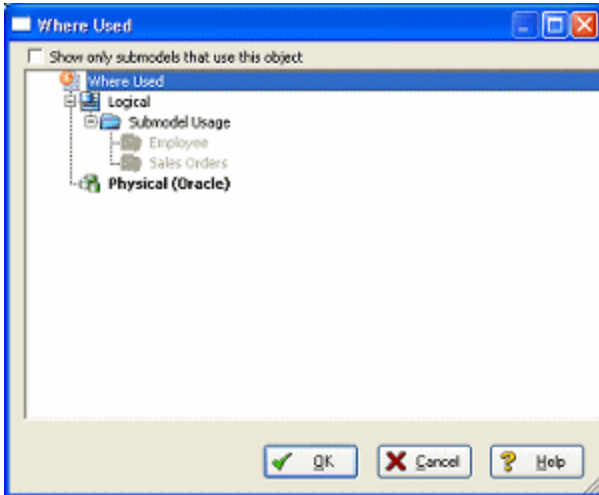 Where Used
Show only submodels that use this object
Where Used
Logical
Submodel Usage
Employee
Sales Orders
Physical (Oracle)
OK Cancel Help